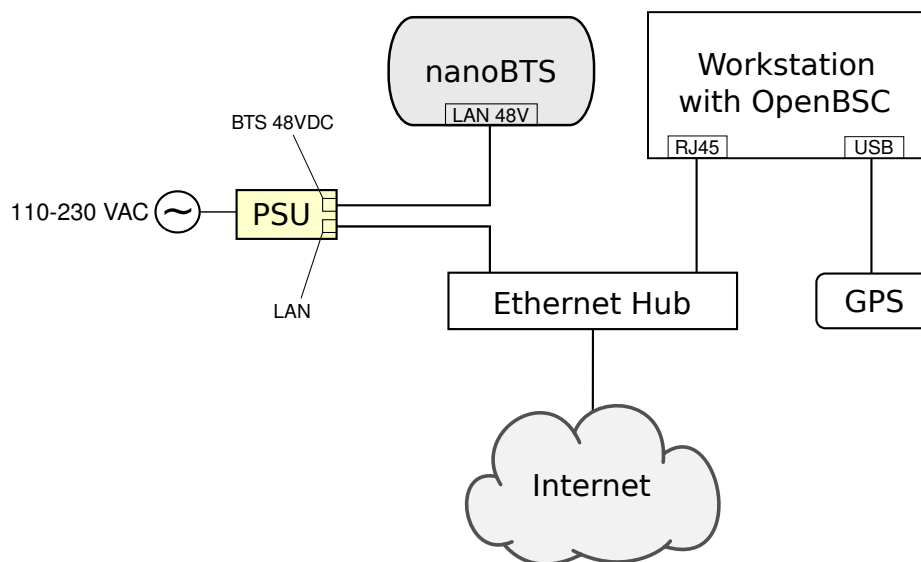 nanoBTS
LAN 48V
Workstation
with OpenBSC
RJ45
USB
BTS 48VDC
110-230 VAC
~
PSU
LAN
Ethernet Hub
GPS
Internet